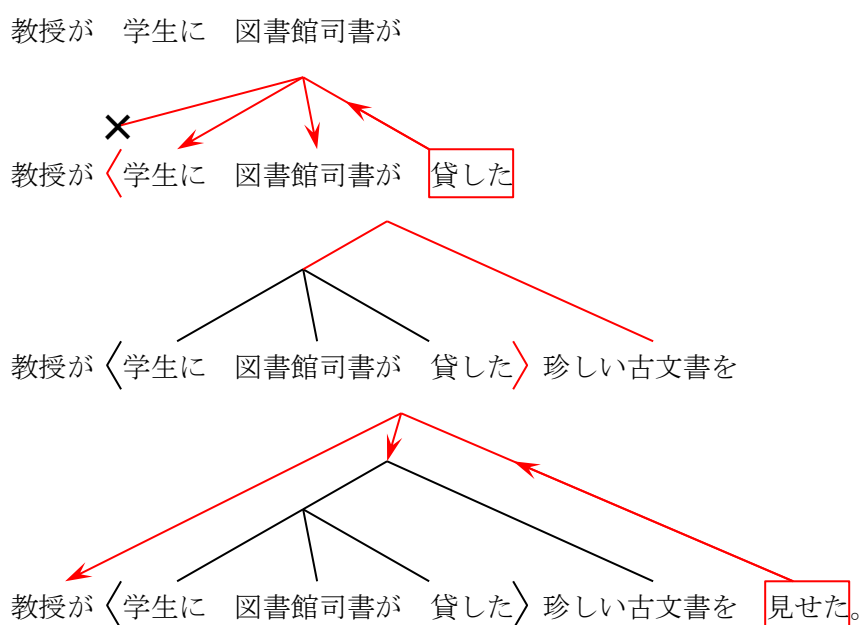 教授が　学生に　図書館司書が
教授が〈学生に　図書館司書が　貸した
教授が〈学生に　図書館司書が　貸した〉珍しい古文書を
教授が〈学生に　図書館司書が　貸した〉珍しい古文書を　見せた。